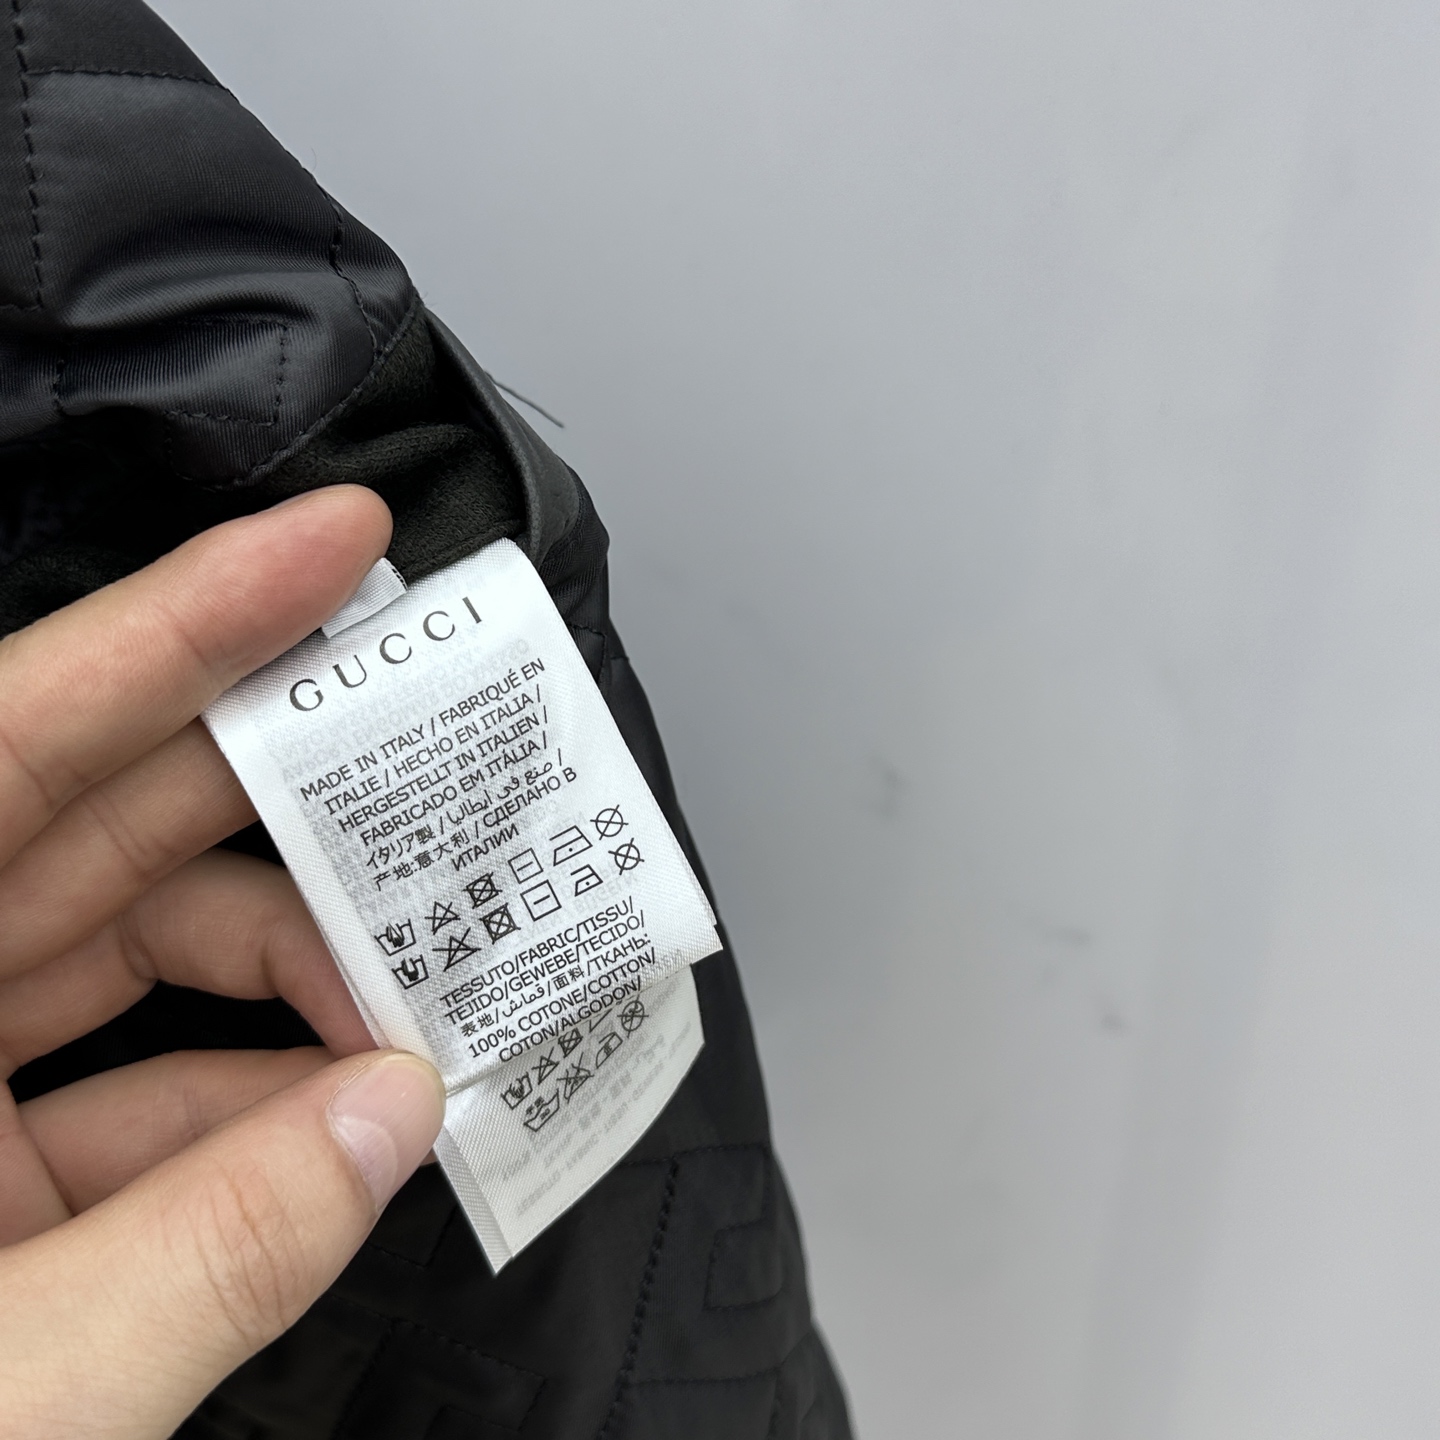 GUCCI
MADE IN ITALY / FABRIQUÉ EN
ITALIE / HECHO EN ITALIA /
HERGESTELLT IN ITALIEN /
FABRICADO EM ITÁLIA /
イタリア製 / صنع في إيطاليا /
产地:意大利 / СДЕЛАНО В
ИТАЛИИ
TESSUTO/FABRIC/TISSU/
TEJIDO/GEWEBE/TECIDO/
表地/قماش/面料/ТКАНЬ:
100% COTONE/COTTON/
COTON/ALGODON/